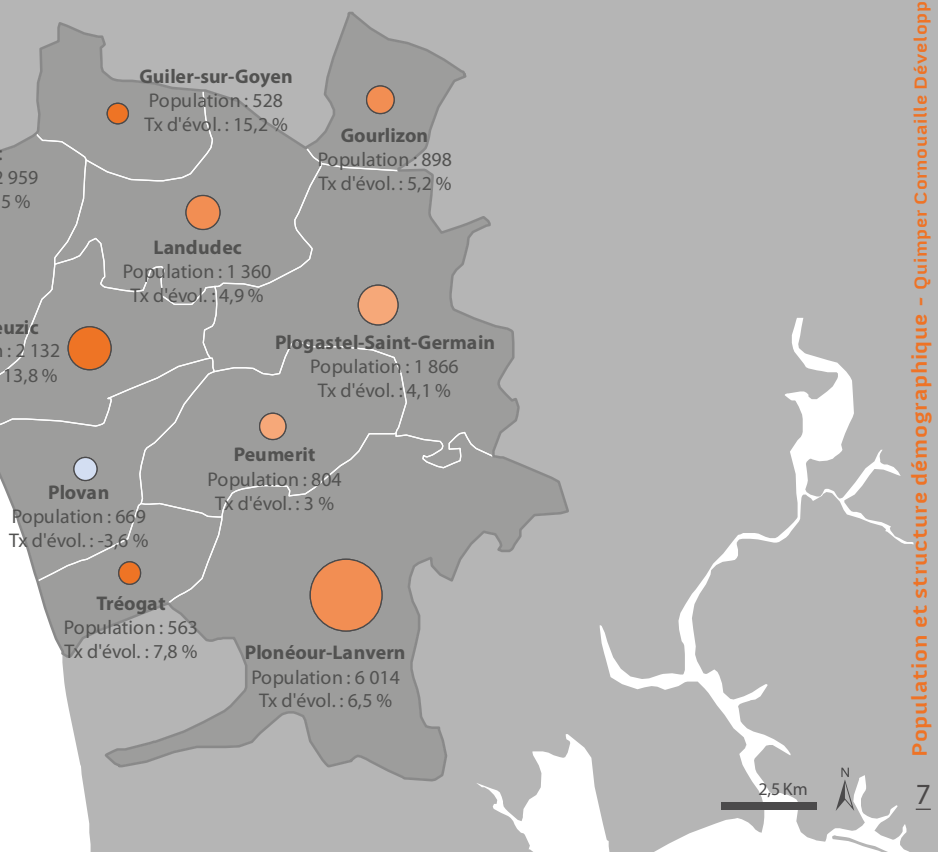 Guiler-sur-Goyen
Population : 528
Tx d'évol. : 15,2 %
Gourlizon
Population : 898
Tx d'évol. : 5,2 %
2 959
5 %
Landudec
Population : 1 360
Tx d'évol. : 4,9 %
euzic
n : 2 132
13,8 %
Plogastel-Saint-Germain
Population : 1 866
Tx d'évol. : 4,1 %
Peumerit
Population : 804
Tx d'évol. : 3 %
Plovan
Population : 669
Tx d'évol. : -3,6 %
Tréogat
Population : 563
Tx d'évol. : 7,8 %
Plonéour-Lanvern
Population : 6 014
Tx d'évol. : 6,5 %
2,5 Km
N
7
Population et structure démographique - Quimper Cornouaille Développ